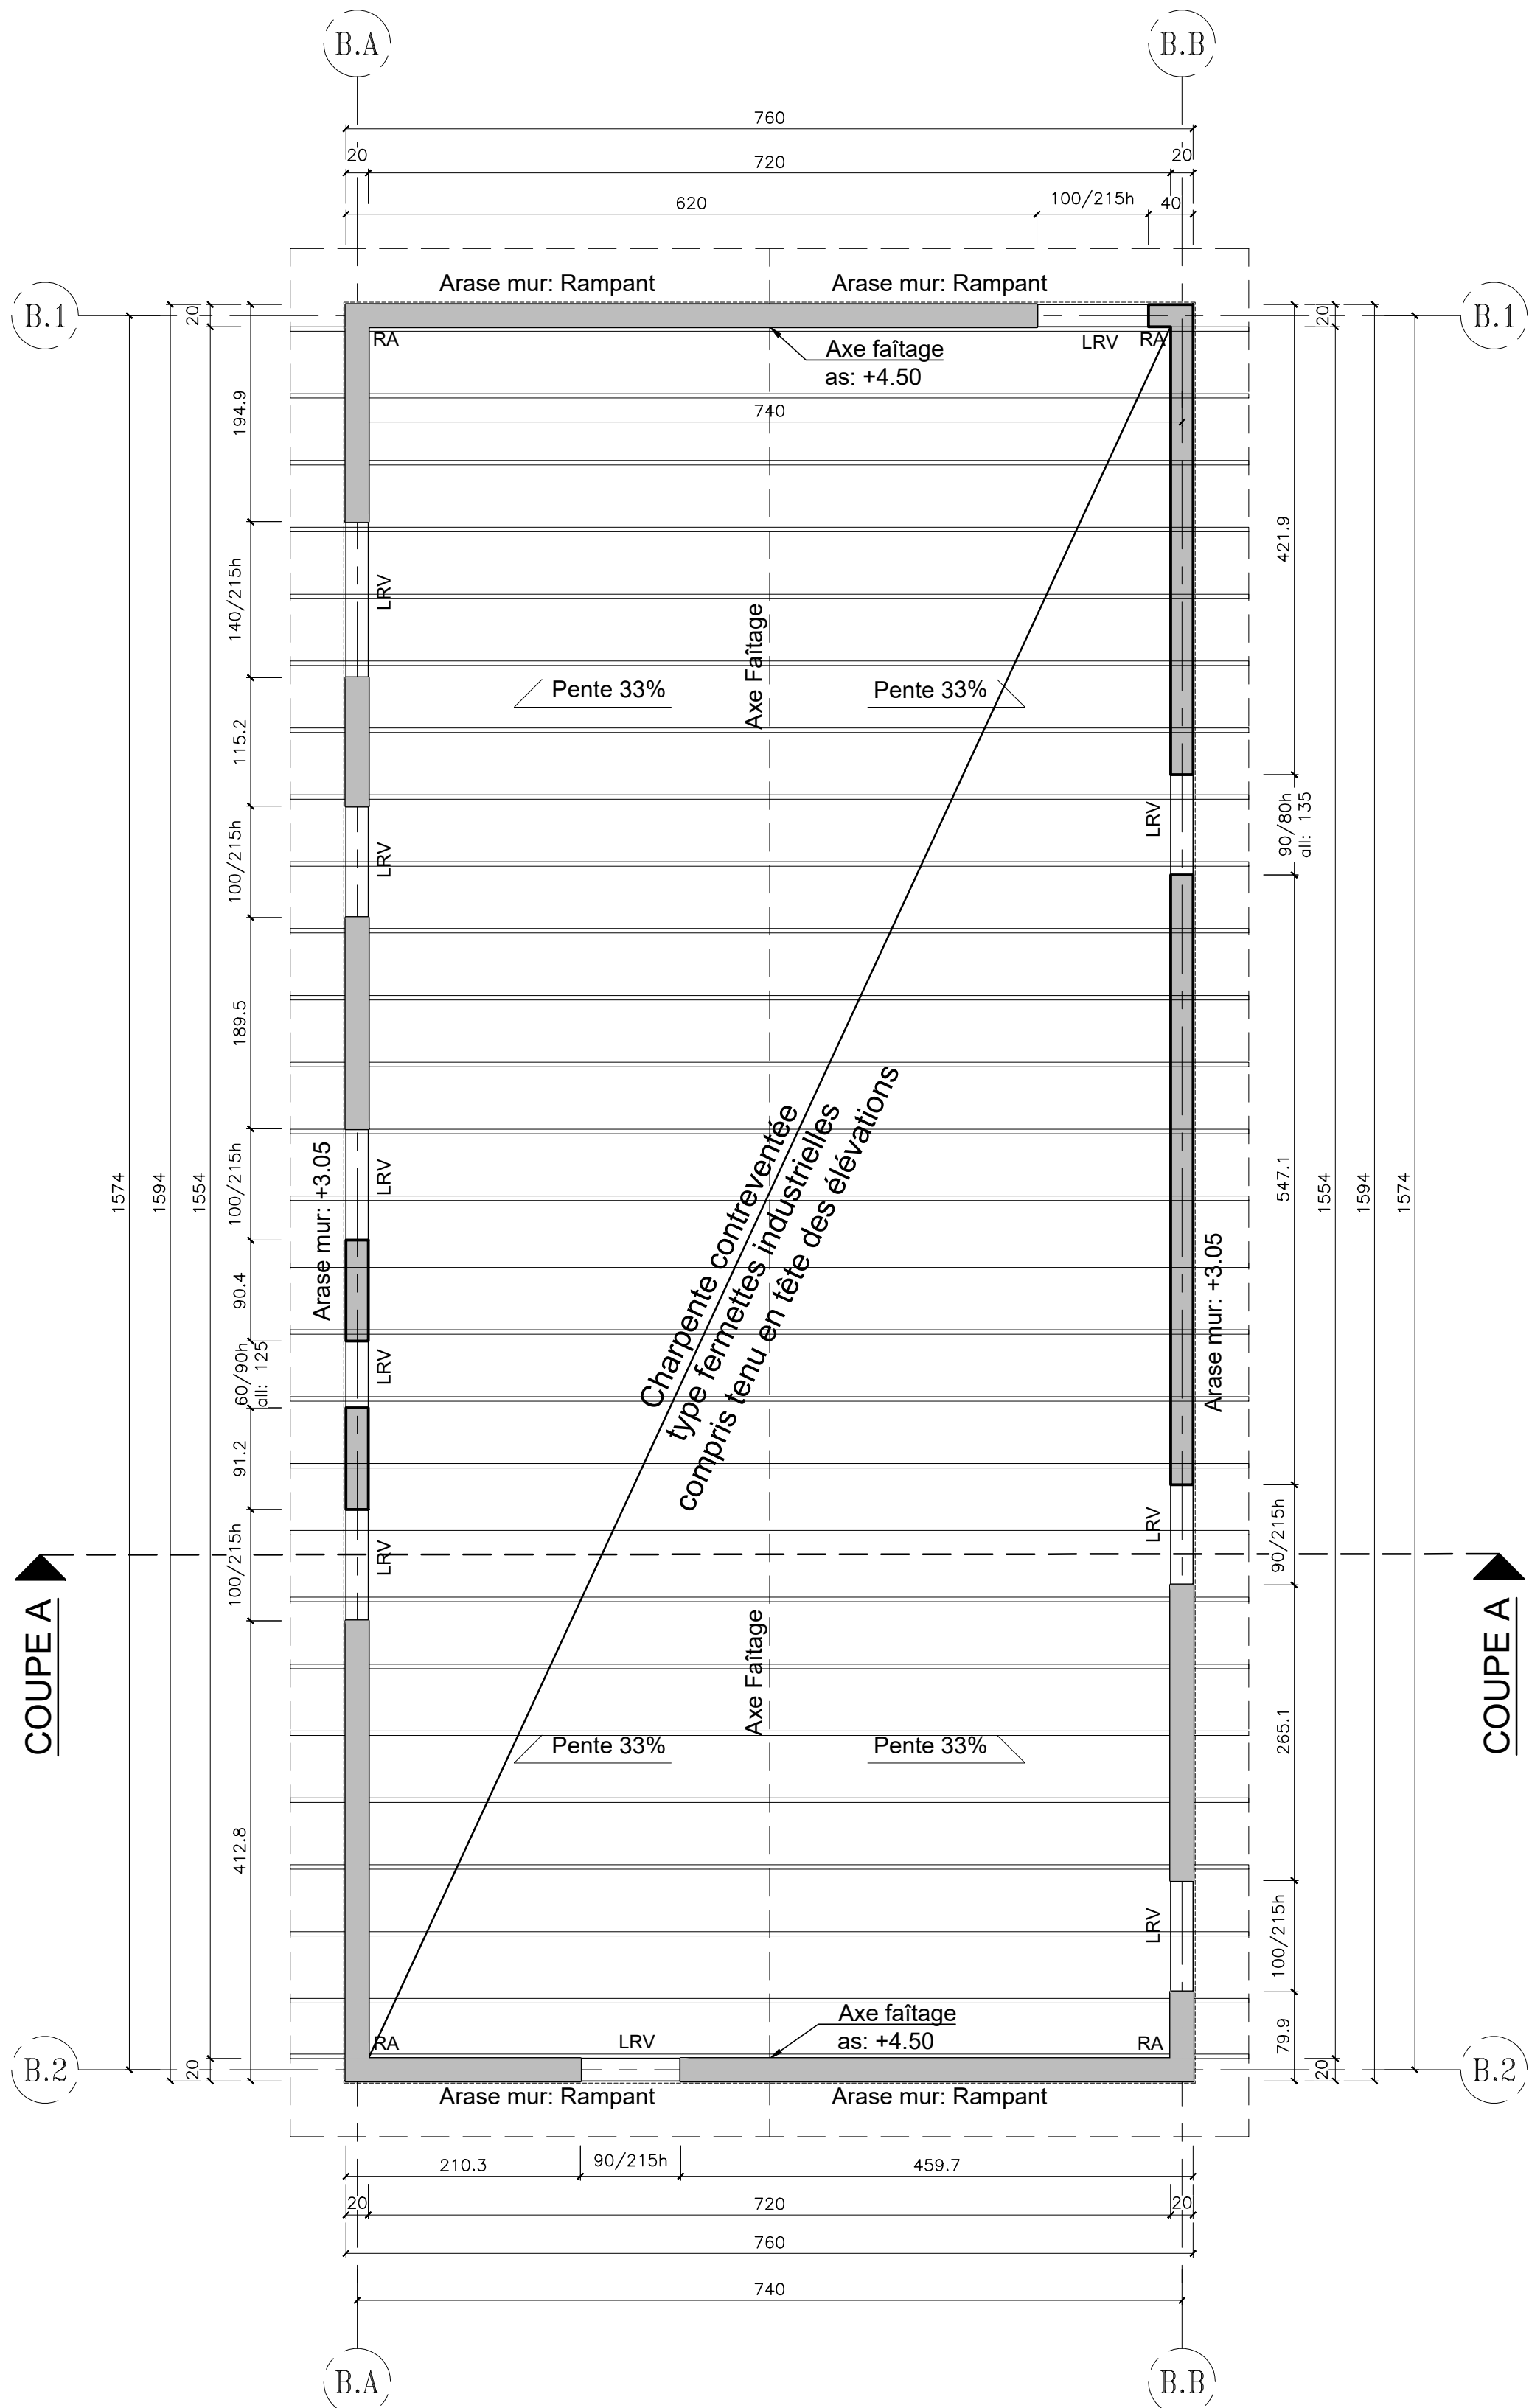 B.A
B.B
760
20
720
20
620
100/215h
40
Arase mur: Rampant
Arase mur: Rampant
B.1
B.1
20
20
RA
LRV
RA
Axe faîtage
as: +4.50
740
194.9
421.9
140/215h
LRV
Axe Faîtage
Pente 33%
Pente 33%
115.2
100/215h
LRV
LRV
90/80h
all: 135
189.5
1574
1594
1554
100/215h
LRV
Arase mur: +3.05
90.4
60/90h
all: 125
LRV
91.2
100/215h
LRV
Charpente contreventée
type fermettes industrielles
compris tenu en tête des élévations
547.1
1554
1594
1574
Arase mur: +3.05
LRV
90/215h
COUPE A
COUPE A
Axe Faîtage
Pente 33%
Pente 33%
265.1
412.8
LRV
100/215h
79.9
Axe faîtage
as: +4.50
RA
LRV
RA
B.2
B.2
20
20
Arase mur: Rampant
Arase mur: Rampant
210.3
90/215h
459.7
20
720
20
760
740
B.A
B.B